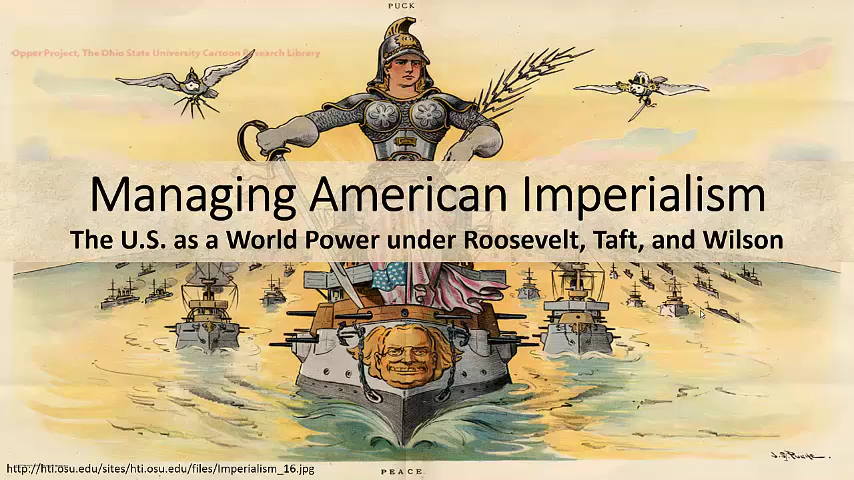 PUCK
Opper Project, The Ohio State University Cartoon Research Library
Managing American Imperialism
The U.S. as a World Power under Roosevelt, Taft, and Wilson
http://hti.osu.edu/sites/hti.osu.edu/files/Imperialism_16.jpg
PEACE.